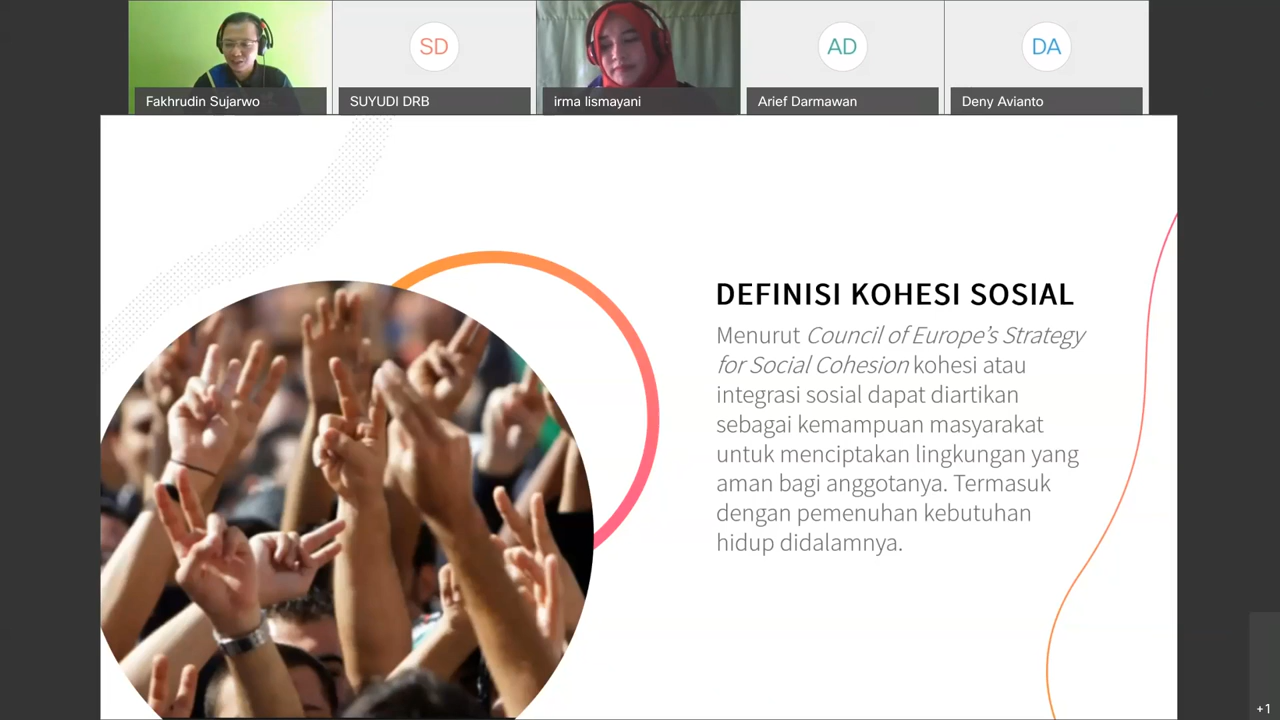 SD
AD
DA
Fakhrudin Sujarwo
SUYUDI DRB
irma lismayani
Arief Darmawan
Deny Avianto
DEFINISI KOHESI SOSIAL
Menurut Council of Europe’s Strategy
for Social Cohesion kohesi atau
integrasi sosial dapat diartikan
sebagai kemampuan masyarakat
untuk menciptakan lingkungan yang
aman bagi anggotanya. Termasuk
dengan pemenuhan kebutuhan
hidup didalamnya.
+1